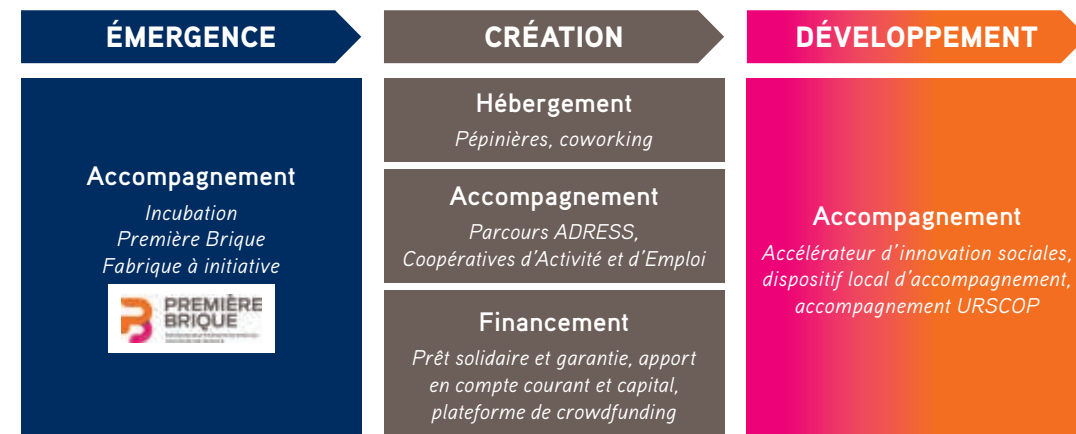 ÉMERGENCE
Accompagnement
Incubation
Première Brique
Fabrique à initiative
PREMIÈRE
BRIQUE
CRÉATION
Hébergement
Pépinières, coworking
Accompagnement
Parcours ADRESS,
Coopératives d'Activité et d'Emploi
Financement
Prêt solidaire et garantie, apport
en compte courant et capital,
plateforme de crowdfunding
DÉVELOPPEMENT
Accompagnement
Accélérateur d'innovation sociales,
dispositif local d'accompagnement,
accompagnement URSCOP